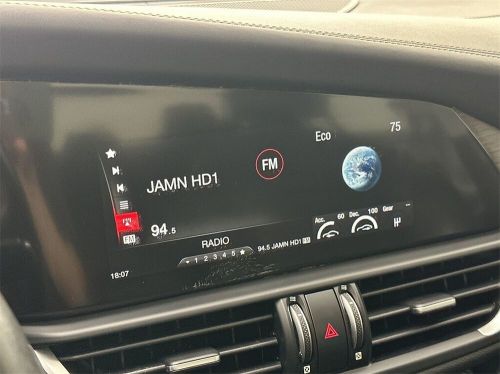 Eco 75
FM
JAMN HD1
94.5
Acc. 60 Dec. 100 Gear
RADIO
1 2 3 4 5
94.5 JAMN HD1
18:07
FM